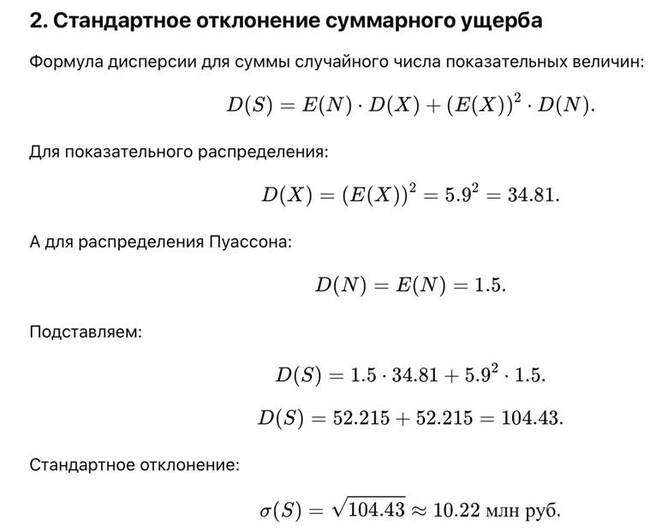 2. Стандартное отклонение суммарного ущерба
Формула дисперсии для суммы случайного числа показательных величин:
D(S) = E(N) · D(X) + (E(X))² · D(N).
Для показательного распределения:
D(X) = (E(X))² = 5.9² = 34.81.
А для распределения Пуассона:
D(N) = E(N) = 1.5.
Подставляем:
D(S) = 1.5 · 34.81 + 5.9² · 1.5.
D(S) = 52.215 + 52.215 = 104.43.
Стандартное отклонение:
σ(S) = √104.43 ≈ 10.22 млн руб.